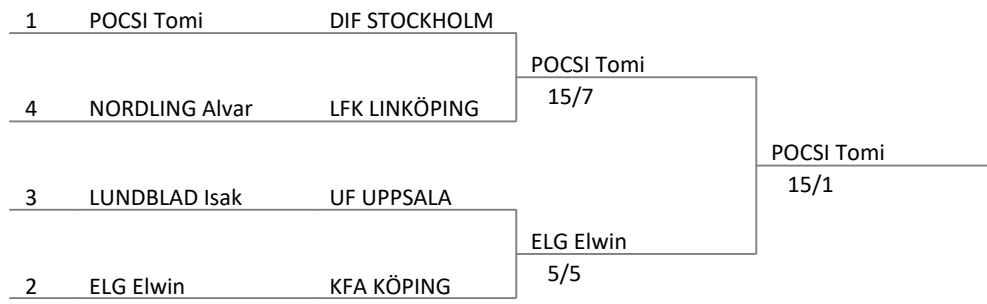 1 POCSI Tomi DIF STOCKHOLM
POCSI Tomi
15/7
4 NORDLING Alvar LFK LINKÖPING
POCSI Tomi
15/1
3 LUNDBLAD Isak UF UPPSALA
ELG Elwin
5/5
2 ELG Elwin KFA KÖPING